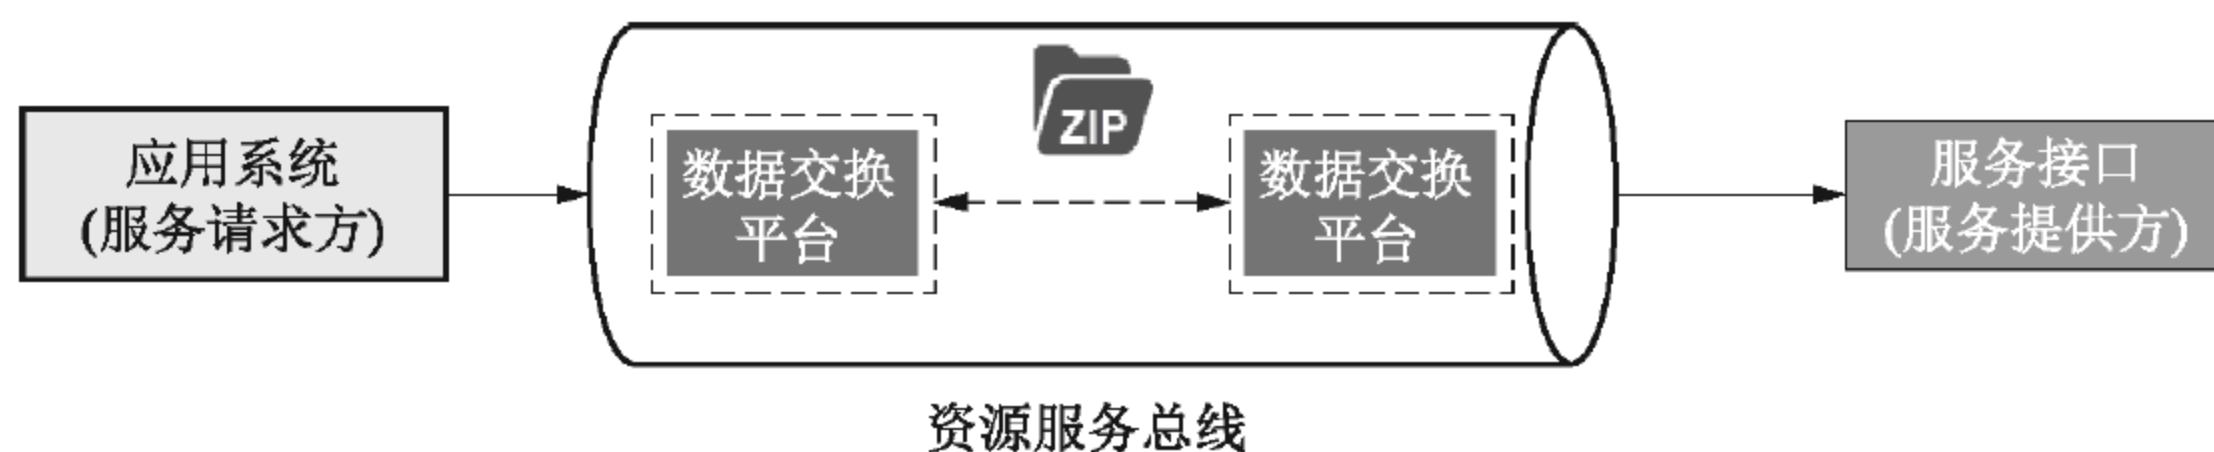 应用系统
(服务请求方)
ZIP
数据交换
平台
数据交换
平台
服务接口
(服务提供方)
资源服务总线